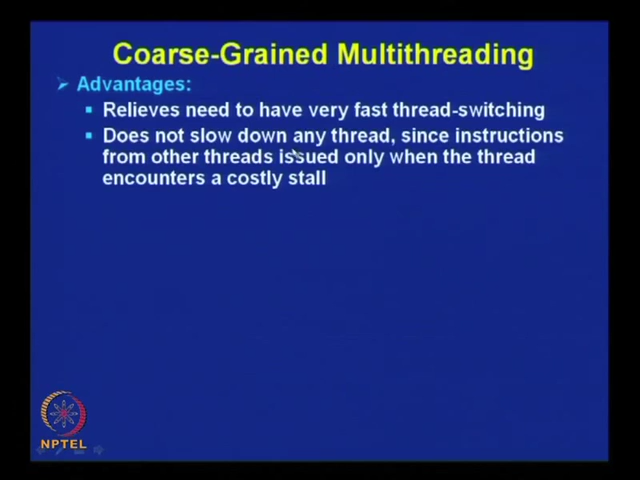 Coarse-Grained Multithreading
Advantages:
Relieves need to have very fast thread-switching
Does not slow down any thread, since instructions
from other threads issued only when the thread
encounters a costly stall
NPTEL